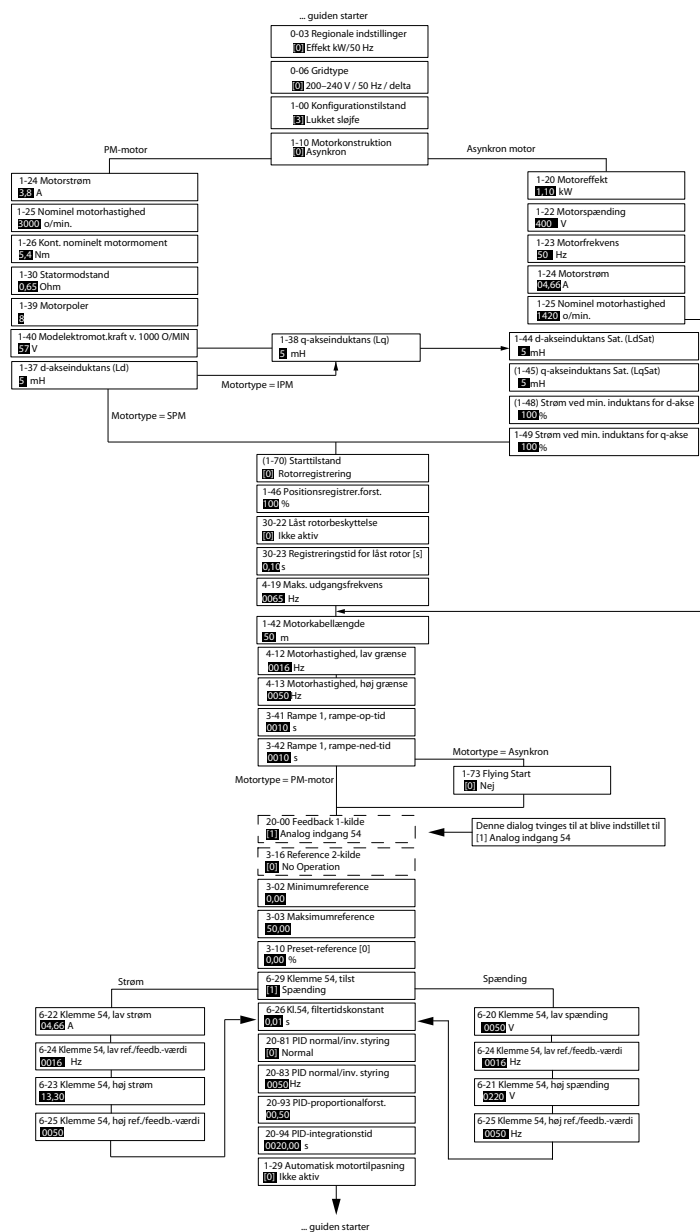 ... guiden starter
0-03 Regionale indstillinger
[0] Effekt kW/50 Hz
0-06 Gridtype
[0] 200–240 V / 50 Hz / delta
1-00 Konfigurationstilstand
[3] Lukket sløjfe
1-10 Motorkonstruktion
[0] Asynkron
PM-motor
Asynkron motor
1-24 Motorstrøm
3,8 A
1-25 Nominel motorhastighed
3000 o/min.
1-26 Kont. nominelt motormoment
5,4 Nm
1-30 Statormodstand
0,65 Ohm
1-39 Motorpoler
8
1-40 Modelektromot.kraft v. 1000 O/MIN
57 V
1-37 d-akseinduktans (Ld)
5 mH
1-20 Motoreffekt
1,10 kW
1-22 Motorspænding
400 V
1-23 Motorfrekvens
50 Hz
1-24 Motorstrøm
04,66 A
1-25 Nominel motorhastighed
1420 o/min.
1-38 q-akseinduktans (Lq)
5 mH
Motortype = IPM
Motortype = SPM
1-44 d-akseinduktans Sat. (LdSat)
5 mH
(1-45) q-akseinduktans Sat. (LqSat)
5 mH
(1-48) Strøm ved min. induktans for d-akse
100 %
1-49 Strøm ved min. induktans for q-akse
100 %
(1-70) Starttilstand
[0] Rotorregistrering
1-46 Positionsregistrer.forst.
100 %
30-22 Låst rotorbeskyttelse
[0] Ikke aktiv
30-23 Registreringstid for låst rotor [s]
0,10 s
4-19 Maks. udgangsfrekvens
0065 Hz
1-42 Motorkabellængde
50 m
4-12 Motorhastighed, lav grænse
0016 Hz
4-13 Motorhastighed, høj grænse
0050 Hz
3-41 Rampe 1, rampe-op-tid
0010 s
3-42 Rampe 1, rampe-ned-tid
0010 s
Motortype = Asynkron
Motortype = PM-motor
1-73 Flying Start
[0] Nej
20-00 Feedback 1-kilde
[1] Analog indgang 54
Denne dialog tvinges til at blive indstillet til
[1] Analog indgang 54
3-16 Reference 2-kilde
[0] No Operation
3-02 Minimumreference
0,00
3-03 Maksimumreference
50,00
3-10 Preset-reference [0]
0,00 %
Strøm
Spænding
6-29 Klemme 54, tilst
[1] Spænding
6-22 Klemme 54, lav strøm
04,66 A
6-24 Klemme 54, lav ref./feedb.-værdi
0016 Hz
6-23 Klemme 54, høj strøm
13,30
6-25 Klemme 54, høj ref./feedb.-værdi
0050
6-26 Kl.54, filtertidskonstant
0,01 s
20-81 PID normal/inv. styring
[0] Normal
20-83 PID normal/inv. styring
0050 Hz
20-93 PID-proportionalforst.
00,50
20-94 PID-integrationstid
0020,00 s
1-29 Automatisk motortilpasning
[0] Ikke aktiv
6-20 Klemme 54, lav spænding
0050 V
6-24 Klemme 54, lav ref./feedb.-værdi
0016 Hz
6-21 Klemme 54, høj spænding
0220 V
6-25 Klemme 54, høj ref./feedb.-værdi
0050 Hz
... guiden starter